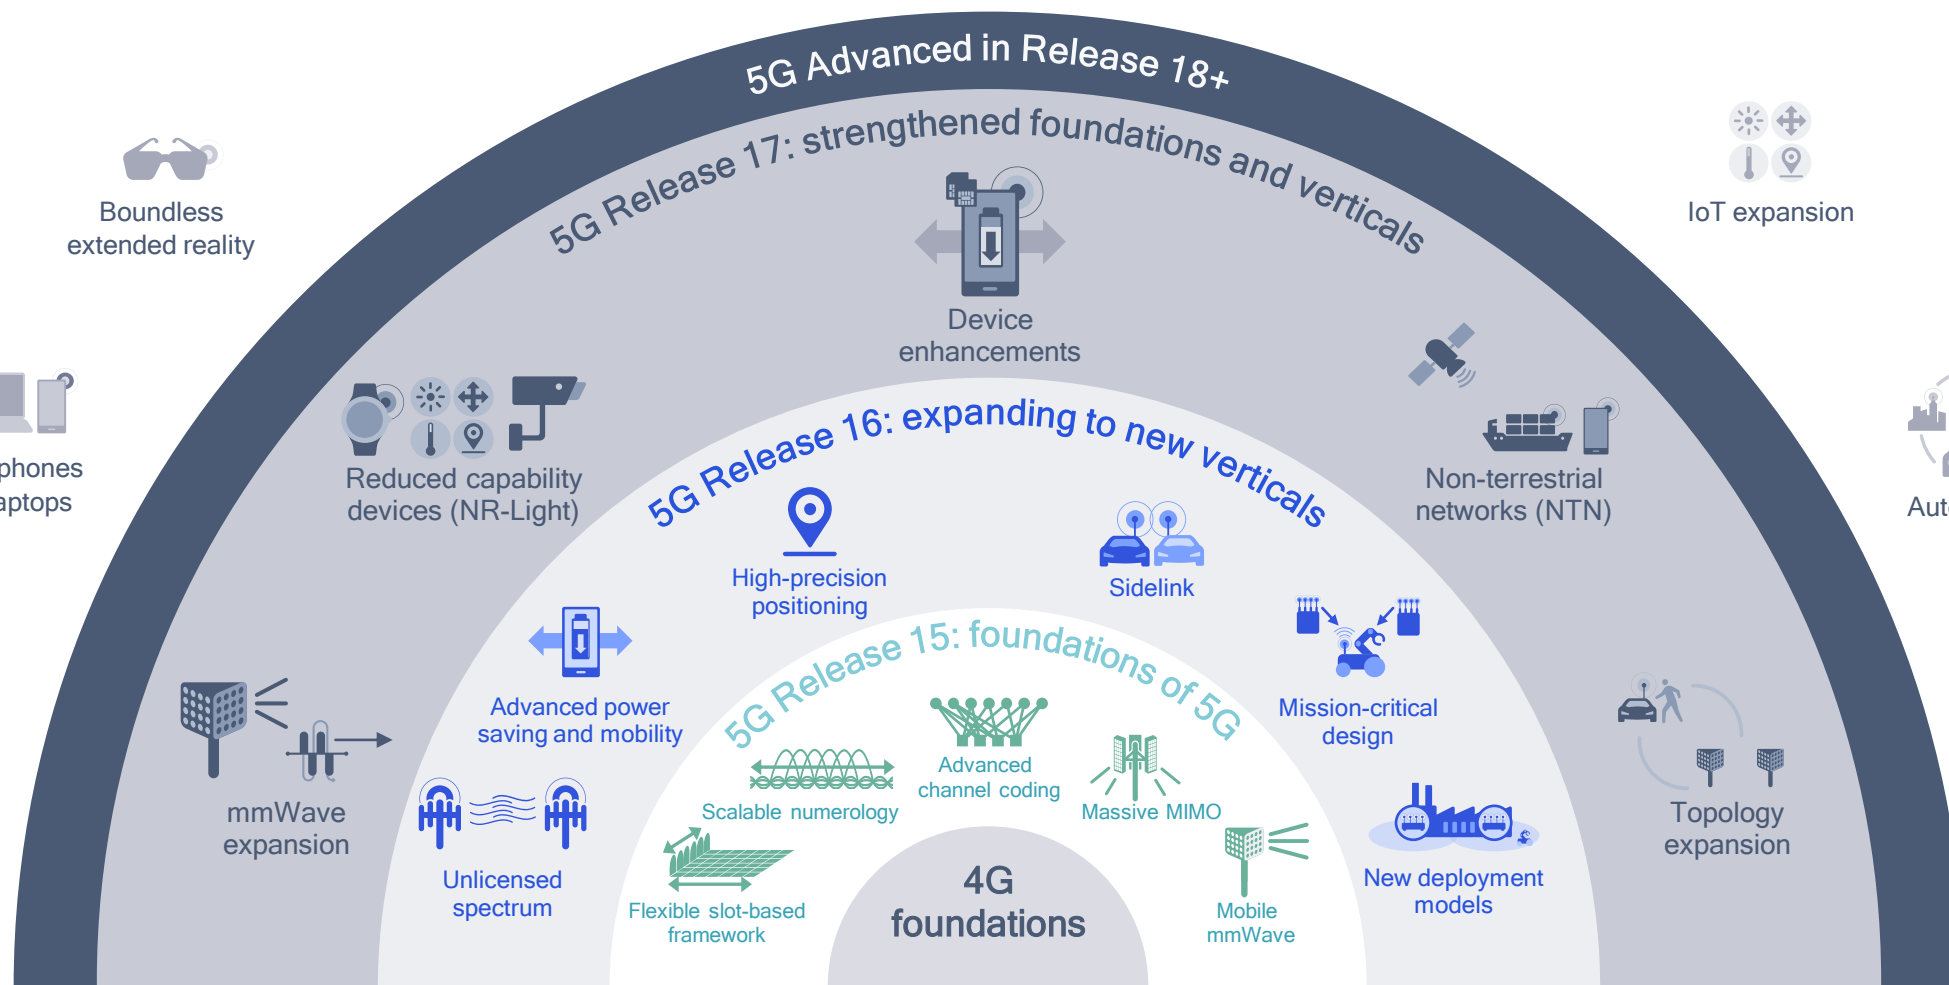 5G Advanced in Release 18+
5G Release 17: strengthened foundations and verticals
Boundless
extended reality
IoT expansion
Device
enhancements
phones
aptops
Reduced capability
devices (NR-Light)
Non-terrestrial
networks (NTN)
Aut
mmWave
expansion
Topology
expansion
5G Release 16: expanding to new verticals
High-precision
positioning
Sidelink
Advanced power
saving and mobility
Mission-critical
design
Unlicensed
spectrum
New deployment
models
5G Release 15: foundations of 5G
Advanced
channel coding
Scalable numerology
Massive MIMO
Flexible slot-based
framework
Mobile
mmWave
4G
foundations